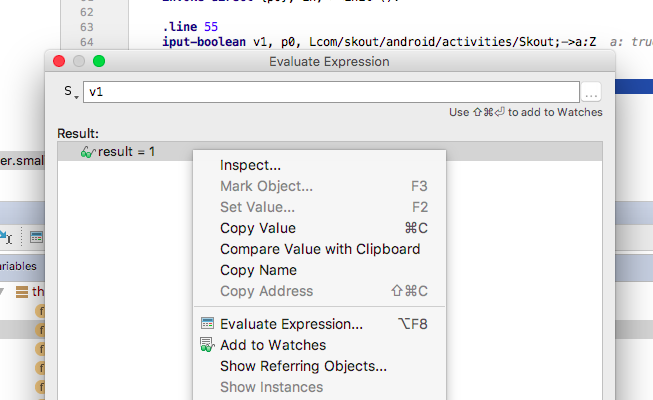 62
63 .line 55
64 iput-boolean v1, p0, Lcom/skout/android/activities/Skout;->a:Z a: tru
Evaluate Expression
S
v1
...
Use ⇧⌘⏎ to add to Watches
Result:
result = 1
er.smal
Inspect...
Mark Object... F3
Set Value... F2
Copy Value ⌘C
Compare Value with Clipboard
Copy Name
Copy Address ⇧⌘C
ariables
th
Evaluate Expression... ⌥F8
Add to Watches
Show Referring Objects...
Show Instances